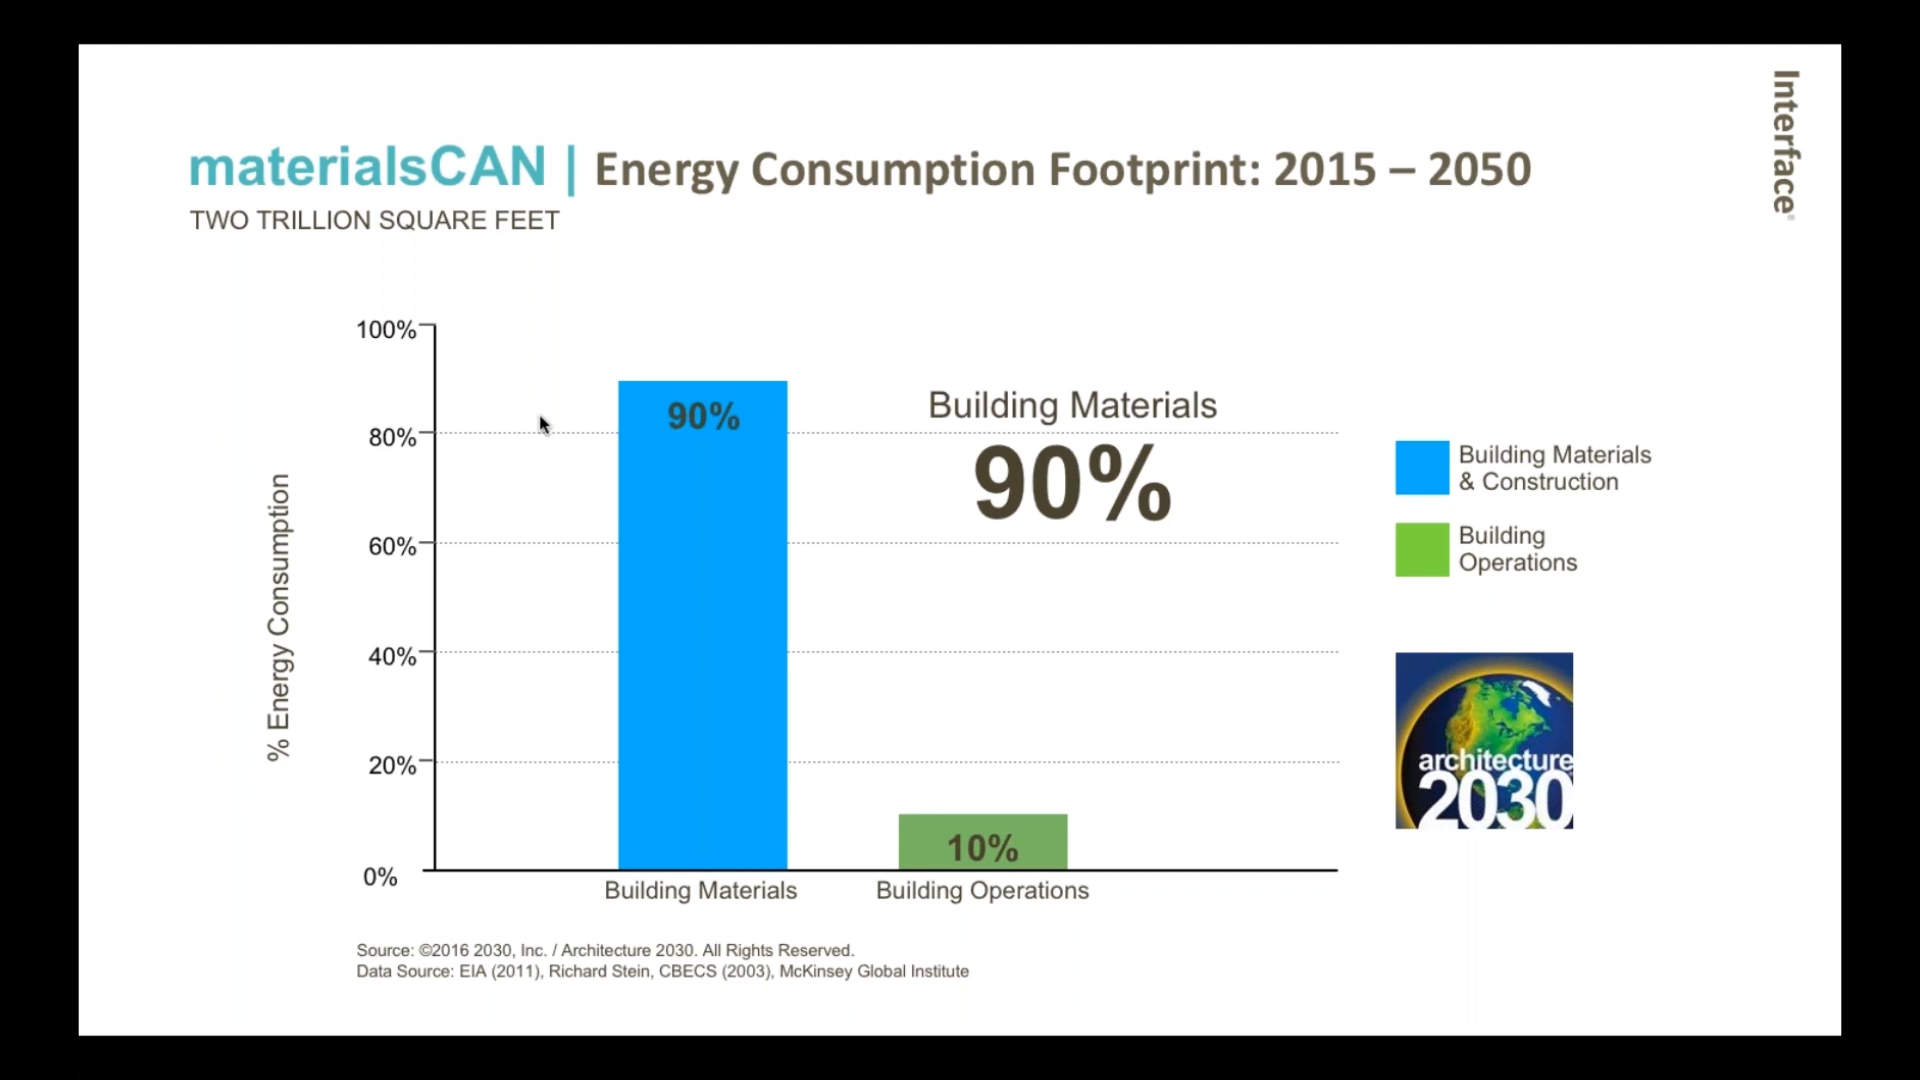 Interface
materialsCAN | Energy Consumption Footprint: 2015 – 2050
TWO TRILLION SQUARE FEET
% Energy Consumption
100%
80%
60%
40%
20%
0%
90%
10%
Building Materials
90%
Building Materials
Building Operations
Building Materials
& Construction
Building
Operations
architecture
2030
Source: ©2016 2030, Inc. / Architecture 2030. All Rights Reserved.
Data Source: EIA (2011), Richard Stein, CBECS (2003), McKinsey Global Institute